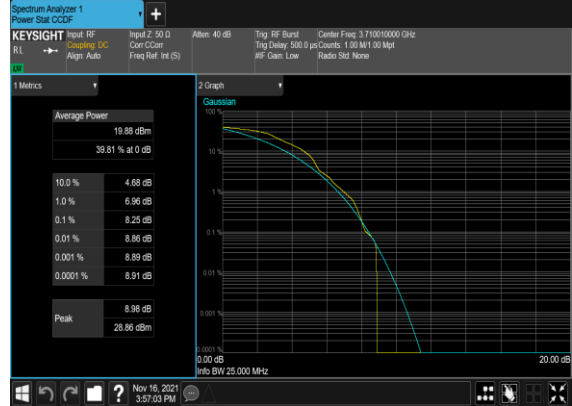 Spectrum Analyzer 1
Power Stat CCDF
+
KEYSIGHT
RL
Input: RF
Coupling: DC
Align: Auto
Input Z: 50 Ω
Corr CCorr
Freq Ref: Int (S)
Atten: 40 dB
Trig: RF Burst
Trig Delay: 500.0 µs
#IF Gain: Low
Center Freq: 3.710010000 GHz
Counts: 1.00 M/1.00 Mpt
Radio Std: None
1 Metrics
Average Power
19.88 dBm
39.81 % at 0 dB
10.0 % 4.68 dB
1.0 % 6.96 dB
0.1 % 8.25 dB
0.01 % 8.86 dB
0.001 % 8.89 dB
0.0001 % 8.91 dB
Peak
8.98 dB
28.86 dBm
2 Graph
Gaussian
100 %
10 %
1 %
0.1 %
0.01 %
0.001 %
0.0001 %
0.00 dB
20.00 dB
Info BW 25.000 MHz
?
Nov 16, 2021
3:57:03 PM